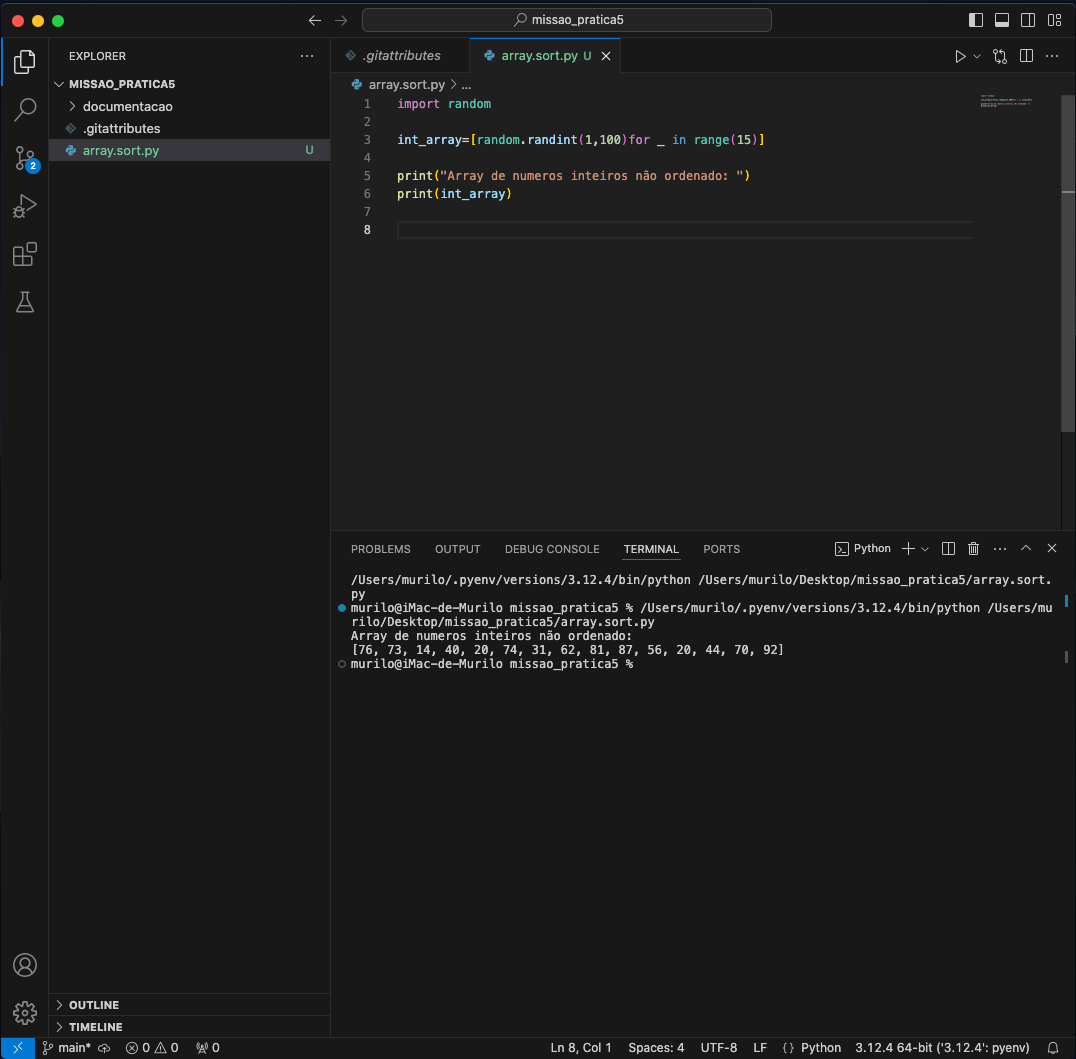 missao_pratica5
EXPLORER
MISSAO_PRATICA5
documentacao
.gitattributes
array.sort.py U
2
OUTLINE
TIMELINE
.gitattributes
array.sort.py U
array.sort.py > ...
1 import random
2
3 int_array=[random.randint(1,100)for _ in range(15)]
4
5 print("Array de numeros inteiros não ordenado: ")
6 print(int_array)
7
8
PROBLEMS OUTPUT DEBUG CONSOLE TERMINAL PORTS Python
/Users/murilo/.pyenv/versions/3.12.4/bin/python /Users/murilo/Desktop/missao_pratica5/array.sort.
py
murilo@iMac-de-Murilo missao_pratica5 % /Users/murilo/.pyenv/versions/3.12.4/bin/python /Users/mu
rilo/Desktop/missao_pratica5/array.sort.py
Array de numeros inteiros não ordenado:
[76, 73, 14, 40, 20, 74, 31, 62, 81, 87, 56, 20, 44, 70, 92]
murilo@iMac-de-Murilo missao_pratica5 %
main* 0 0 0 Ln 8, Col 1 Spaces: 4 UTF-8 LF {} Python 3.12.4 64-bit ('3.12.4': pyenv)